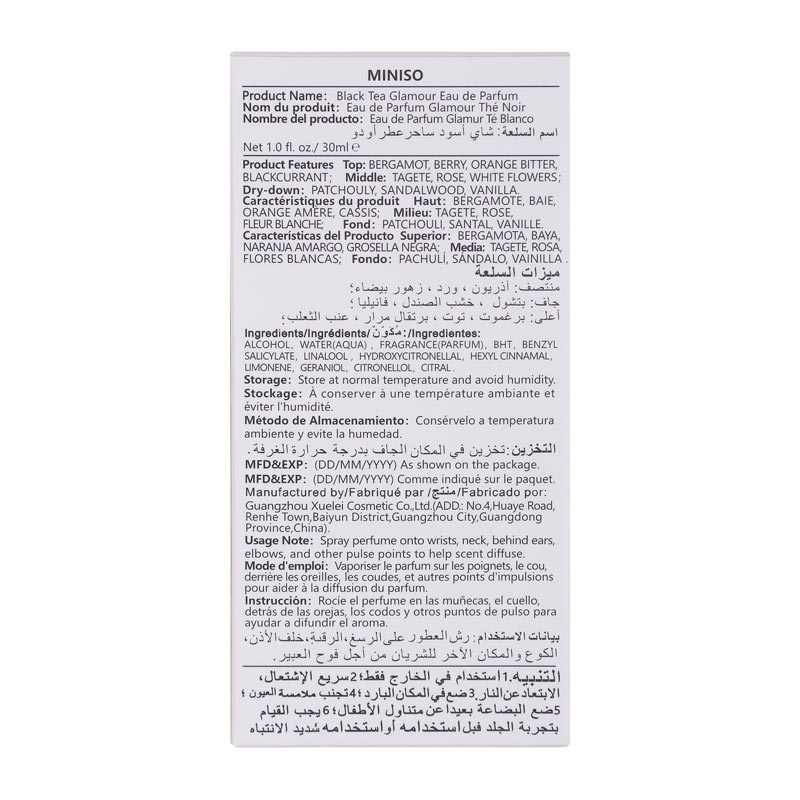 MINISO
Product Name: Black Tea Glamour Eau de Parfum
Nom du produit: Eau de Parfum Glamour Thé Noir
Nombre del producto: Eau de Parfum Glamur Té Blanco
اسم السلعة: شاي أسود ساحر عطر أو دو
Net 1.0 fl. oz./ 30ml ℮
Product Features Top: BERGAMOT, BERRY, ORANGE BITTER,
BLACKCURRANT; Middle: TAGETE, ROSE, WHITE FLOWERS;
Dry-down: PATCHOULY, SANDALWOOD, VANILLA.
Caractéristiques du produit Haut: BERGAMOTE, BAIE,
ORANGE AMÈRE, CASSIS; Milieu: TAGETE, ROSE,
FLEUR BLANCHE; Fond: PATCHOULI, SANTAL, VANILLE.
Características del Producto Superior: BERGAMOTA, BAYA,
NARANJA AMARGO, GROSELLA NEGRA; Media: TAGETE, ROSA,
FLORES BLANCAS; Fondo: PACHULÍ, SÁNDALO, VAINILLA .
ميزات السلعة
منتصف: أذريون ، ورد ، زهور بيضاء؛
جاف: بتشول ، خشب الصندل ، فانيليا؛
أعلى: برغموت ، توت ، برتقال مرار ، عنب الثعلب؛
Ingredients/Ingrédients/مُكَوّنٌ:/Ingredientes:
ALCOHOL, WATER(AQUA) , FRAGRANCE(PARFUM), BHT, BENZYL
SALICYLATE, LINALOOL , HYDROXYCITRONELLAL, HEXYL CINNAMAL,
LIMONENE, GERANIOL, CITRONELLOL, CITRAL .
Storage: Store at normal temperature and avoid humidity.
Stockage: À conserver à une température ambiante et
éviter l'humidité.
Método de Almacenamiento: Consérvelo a temperatura
ambiente y evite la humedad.
التخزين: تخزين في المكان الجاف بدرجة حرارة الغرفة.
MFD&EXP: (DD/MM/YYYY) As shown on the package.
MFD&EXP: (DD/MM/YYYY) Comme indiqué sur le paquet.
Manufactured by/Fabriqué par /منتج/Fabricado por:
Guangzhou Xuelei Cosmetic Co.,Ltd.(ADD.: No.4,Huaye Road,
Renhe Town,Baiyun District,Guangzhou City,Guangdong
Province,China).
Usage Note: Spray perfume onto wrists, neck, behind ears,
elbows, and other pulse points to help scent diffuse.
Mode d'emploi: Vaporiser le parfum sur les poignets, le cou,
derrière les oreilles, les coudes, et autres points d'impulsions
pour aider à la diffusion du parfum.
Instrucción: Rocíe el perfume en las muñecas, el cuello,
detrás de las orejas, los codos y otros puntos de pulso para
ayudar a difundir el aroma.
بيانات الاستخدام: رش العطور على الرسغ، الرقبة، خلف الأذن،
الكوع والمكان الآخر للشريان من أجل فوح العبير.
التنبيه.1استخدام في الخارج فقط؛2سريع الإشتعال،
الابتعاد عن النار.3ضع في المكان البارد؛4تجنب ملامسة العيون؛
5ضع البضاعة بعيدا عن متناول الأطفال؛6يجب القيام
بتجربة الجلد قبل استخدامه أو استخدامه شديد الانتباه